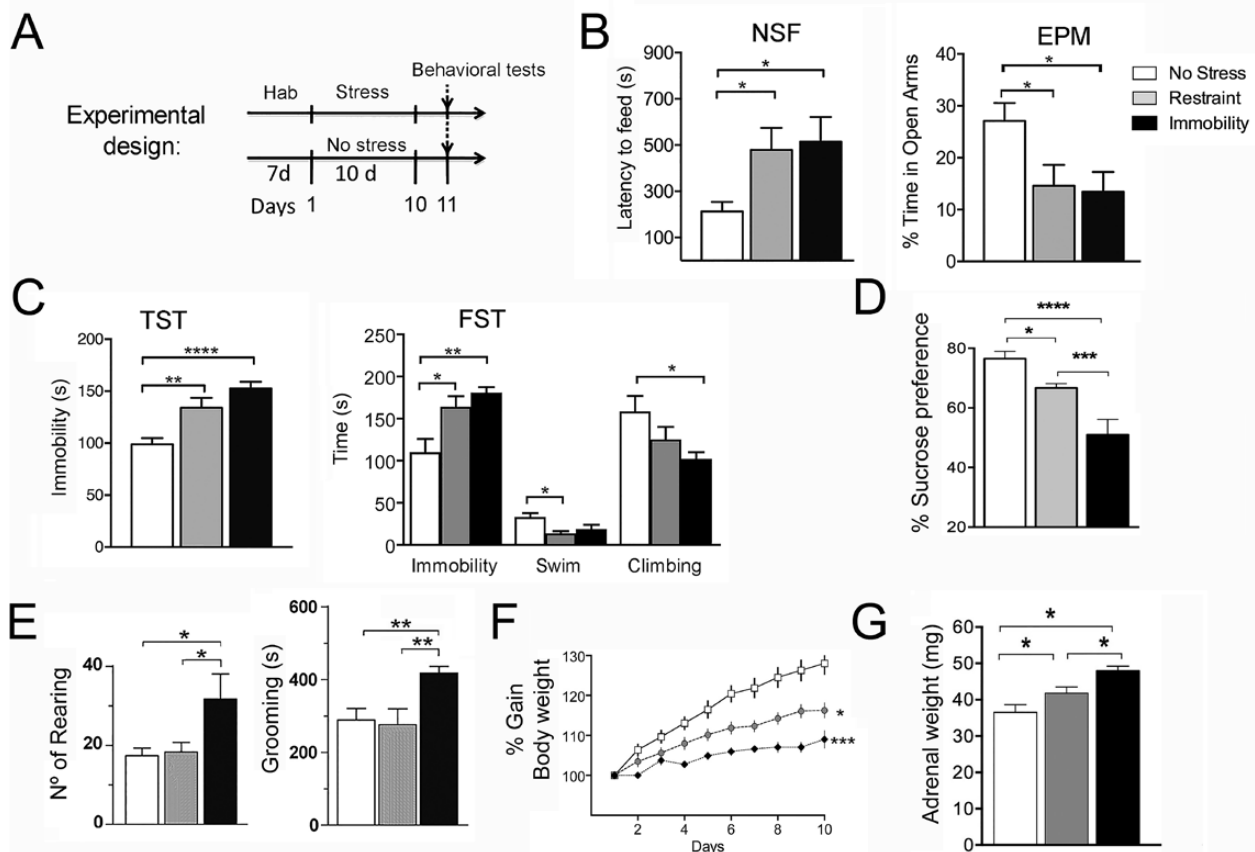 A
Experimental
design:
Behavioral tests
Hab
Stress
No stress
7d
10 d
Days
1
10
11
B
NSF
Latency to feed (s)
900
700
500
300
100
*
*
EPM
% Time in Open Arms
40
30
20
10
0
*
*
No Stress
Restraint
Immobility
C
TST
Immobility (s)
200
150
100
50
0
****
**
FST
Time (s)
250
200
150
100
50
0
**
*
*
*
Immobility
Swim
Climbing
D
% Sucrose preference
80
60
40
20
****
*
***
E
Nº of Rearing
40
20
0
*
*
Grooming (s)
600
400
200
0
**
**
F
% Gain
Body weight
130
120
110
100
*
***
2
4
6
8
10
Days
G
Adrenal weight (mg)
60
50
40
30
20
10
0
*
*
*